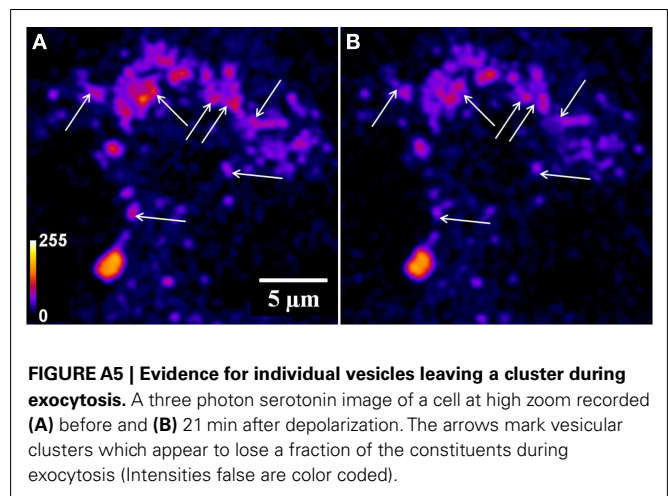 A
B
255
0
5 µm
FIGURE A5 | Evidence for individual vesicles leaving a cluster during
exocytosis. A three photon serotonin image of a cell at high zoom recorded
(A) before and (B) 21 min after depolarization. The arrows mark vesicular
clusters which appear to lose a fraction of the constituents during
exocytosis (Intensities false are color coded).